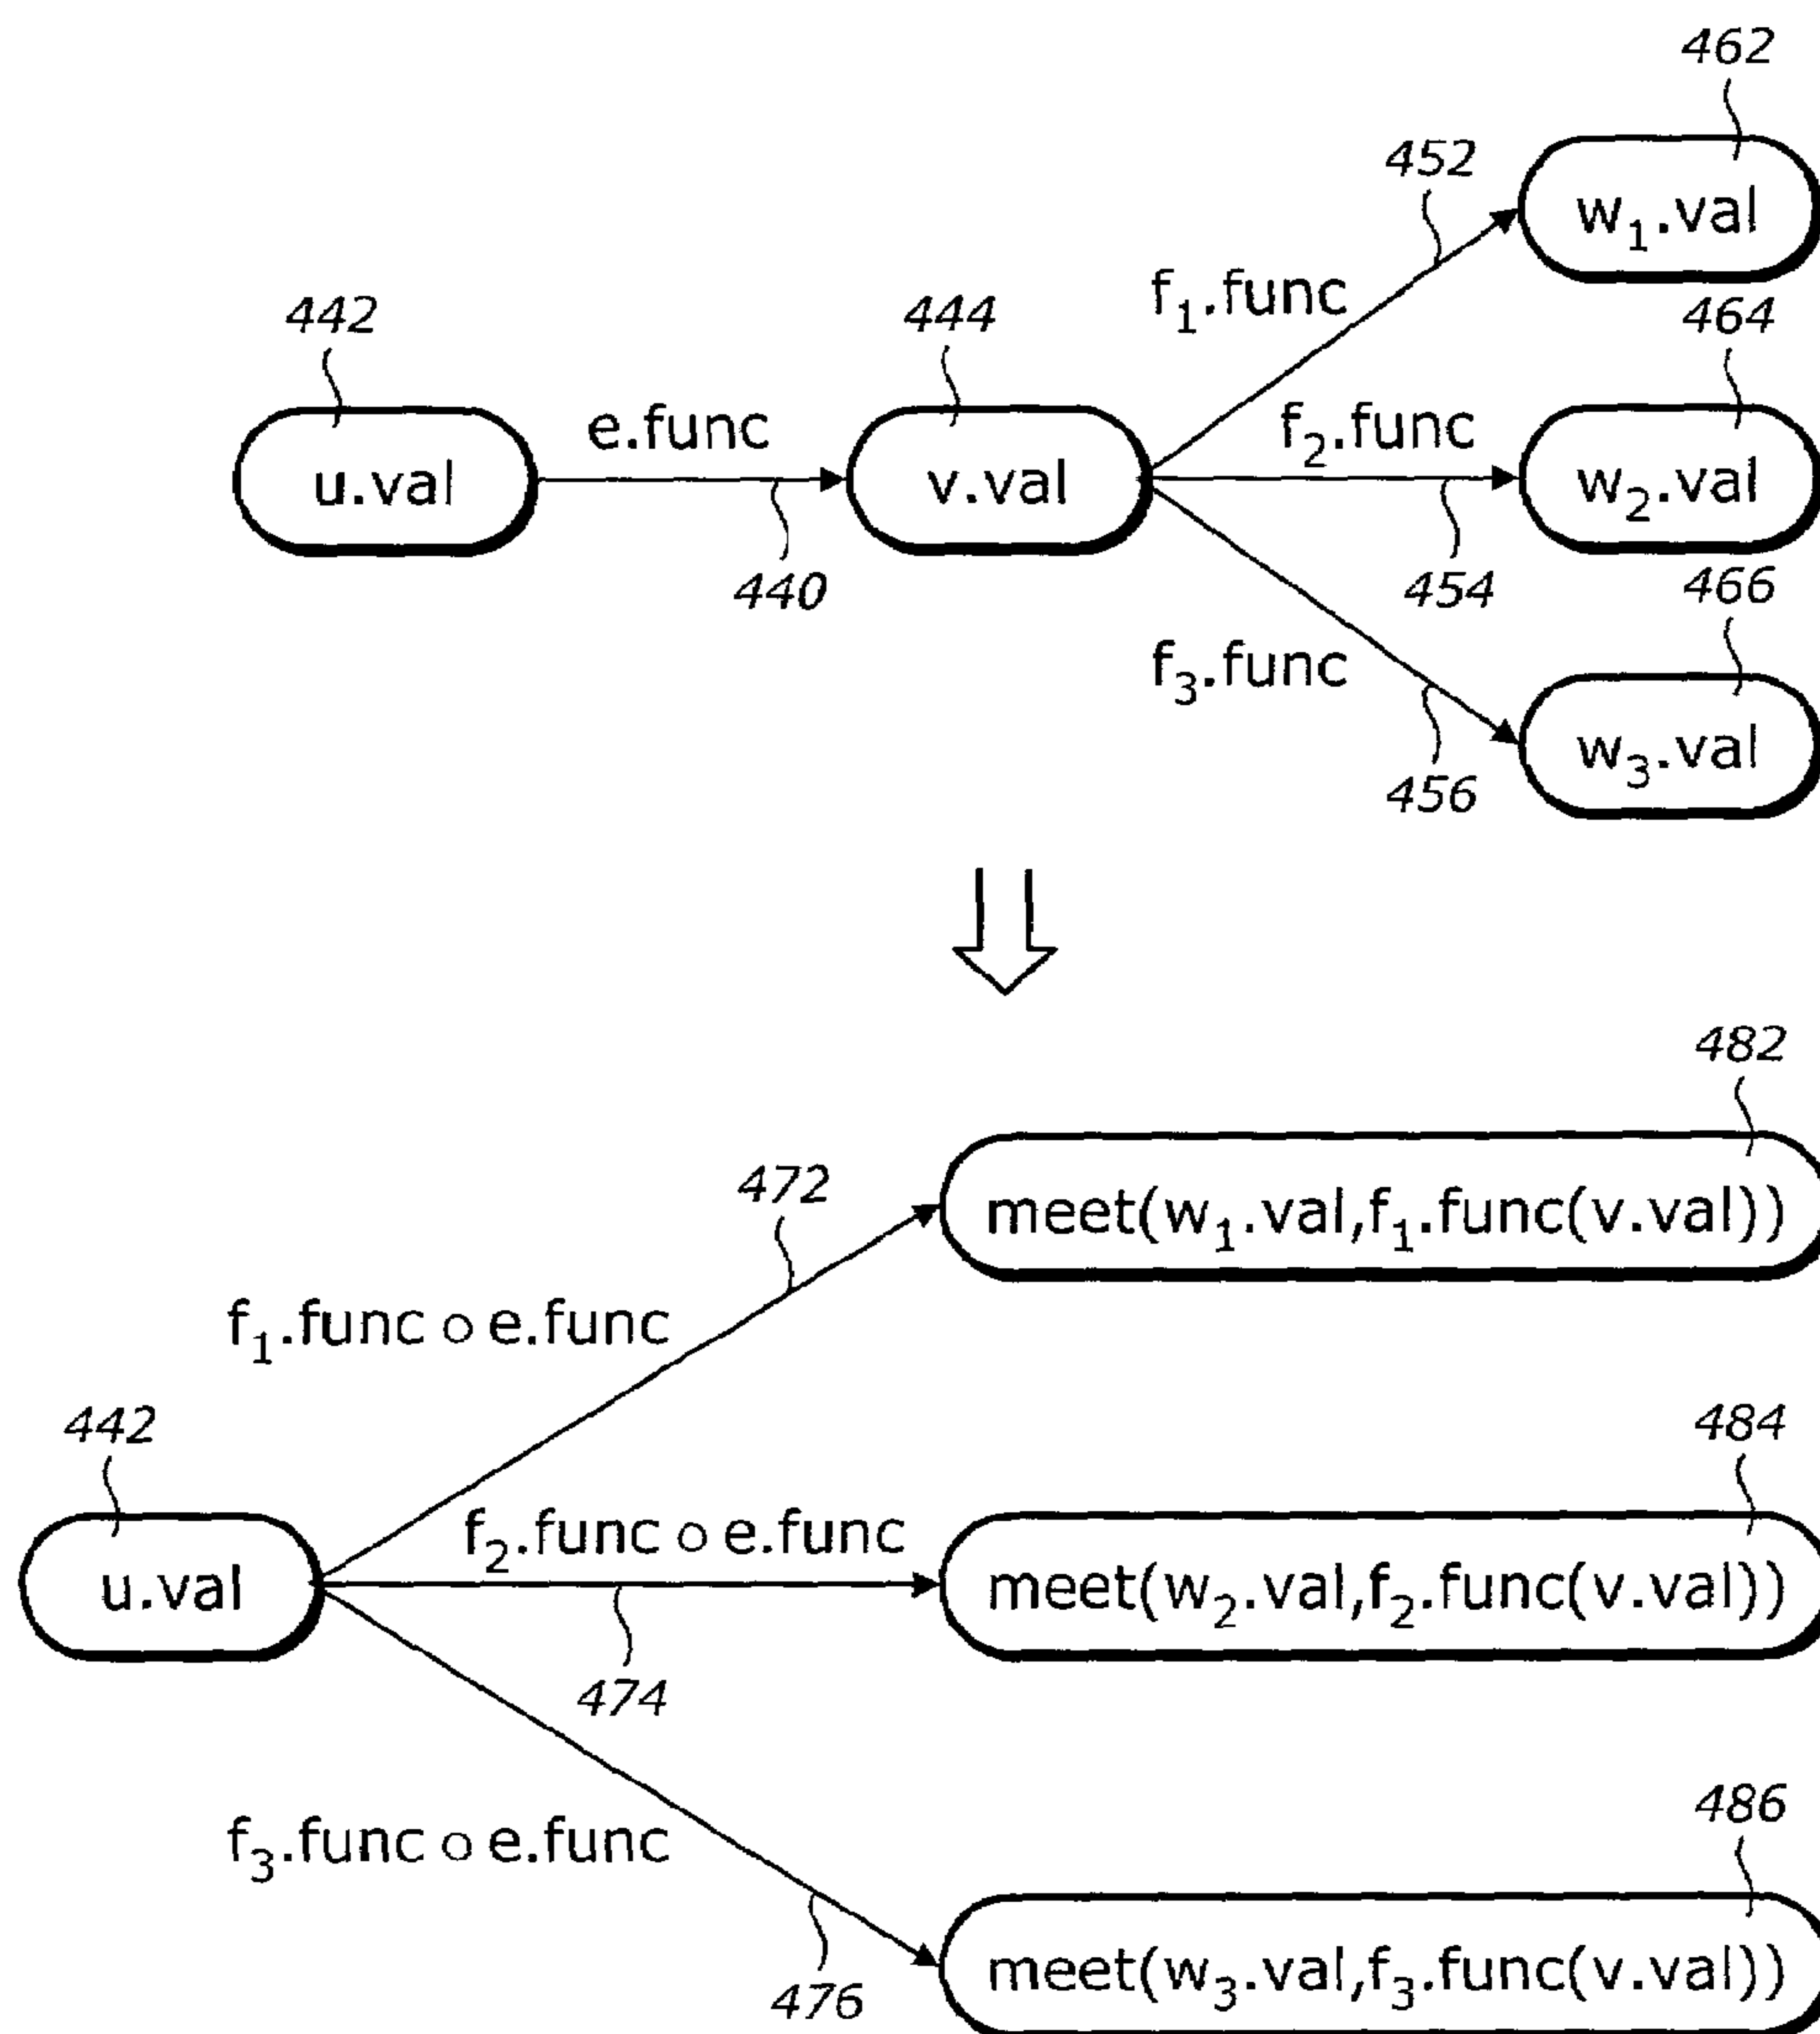 462
452
w₁.val
f₁.func
442
444
464
e.func
f₂.func
u.val
v.val
w₂.val
440
454
466
f₃.func
w₃.val
456
482
472
meet(w₁.val,f₁.func(v.val))
f₁.func ○ e.func
442
484
f₂.func ○ e.func
u.val
meet(w₂.val,f₂.func(v.val))
474
486
f₃.func ○ e.func
meet(w₃.val,f₃.func(v.val))
476